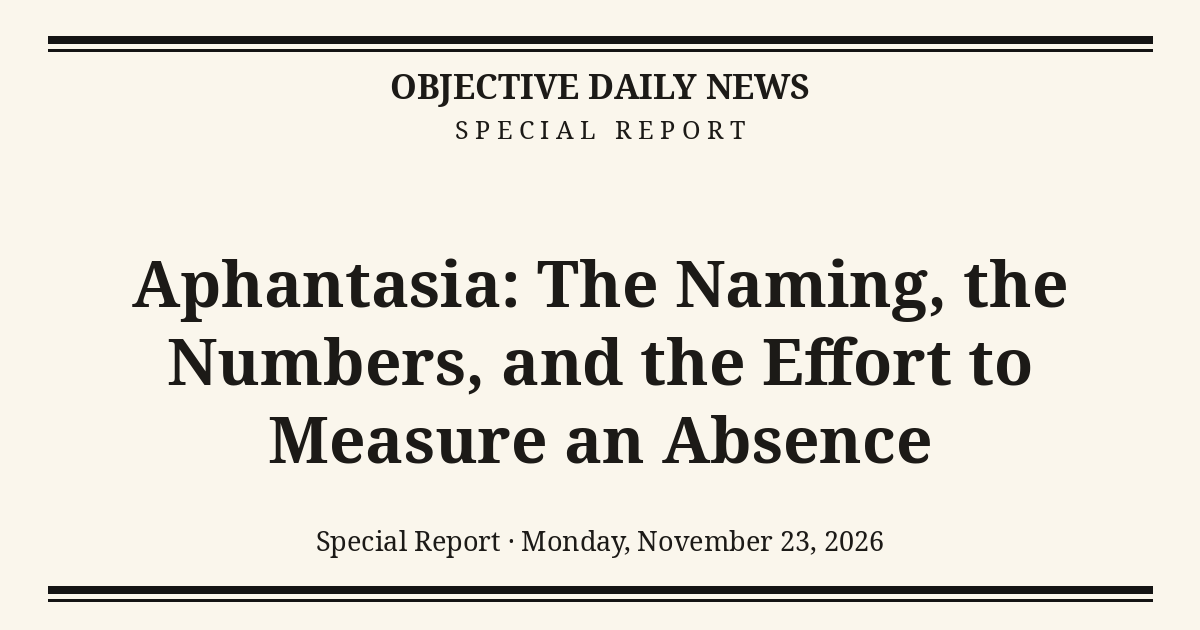 OBJECTIVE DAILY NEWS
SPECIAL REPORT
Aphantasia: The Naming, the
Numbers, and the Effort to
Measure an Absence
Special Report · Monday, November 23, 2026